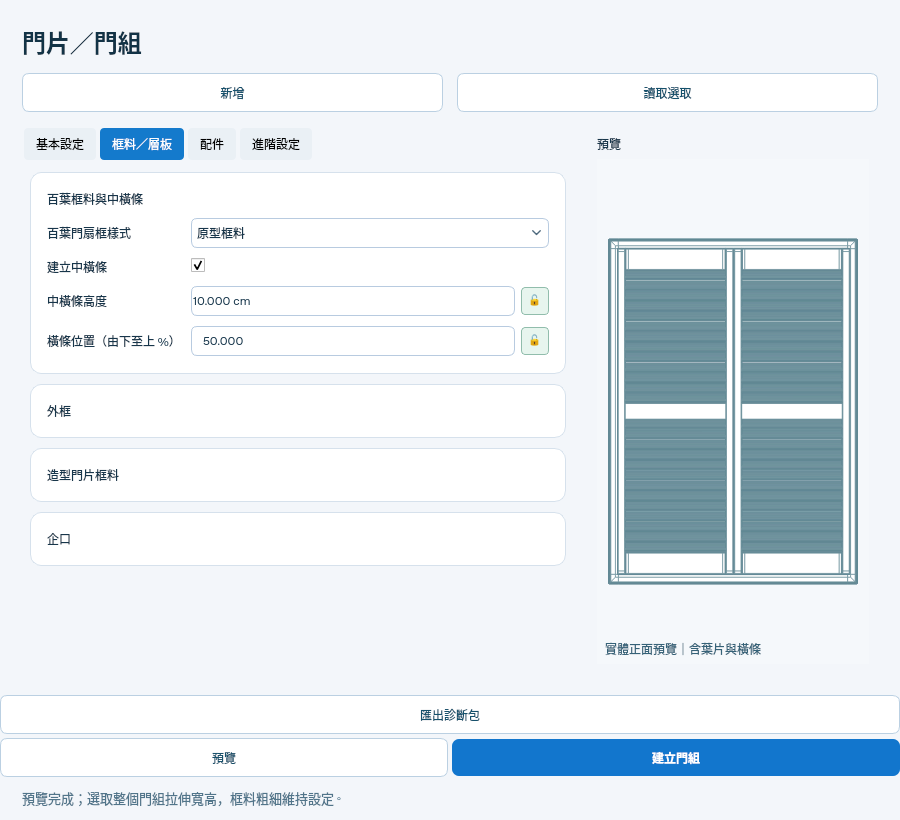 門片／門組
新增
讀取選取
基本設定
框料／層板
配件
進階設定
預覽
百葉框料與中橫條
百葉門扇框樣式
原型框料
建立中橫條
中橫條高度
10.000 cm
橫條位置（由下至上 %）
50.000
外框
造型門片框料
企口
實體正面預覽｜含葉片與橫條
匯出診斷包
預覽
建立門組
預覽完成；選取整個門組拉伸寬高，框料粗細維持設定。